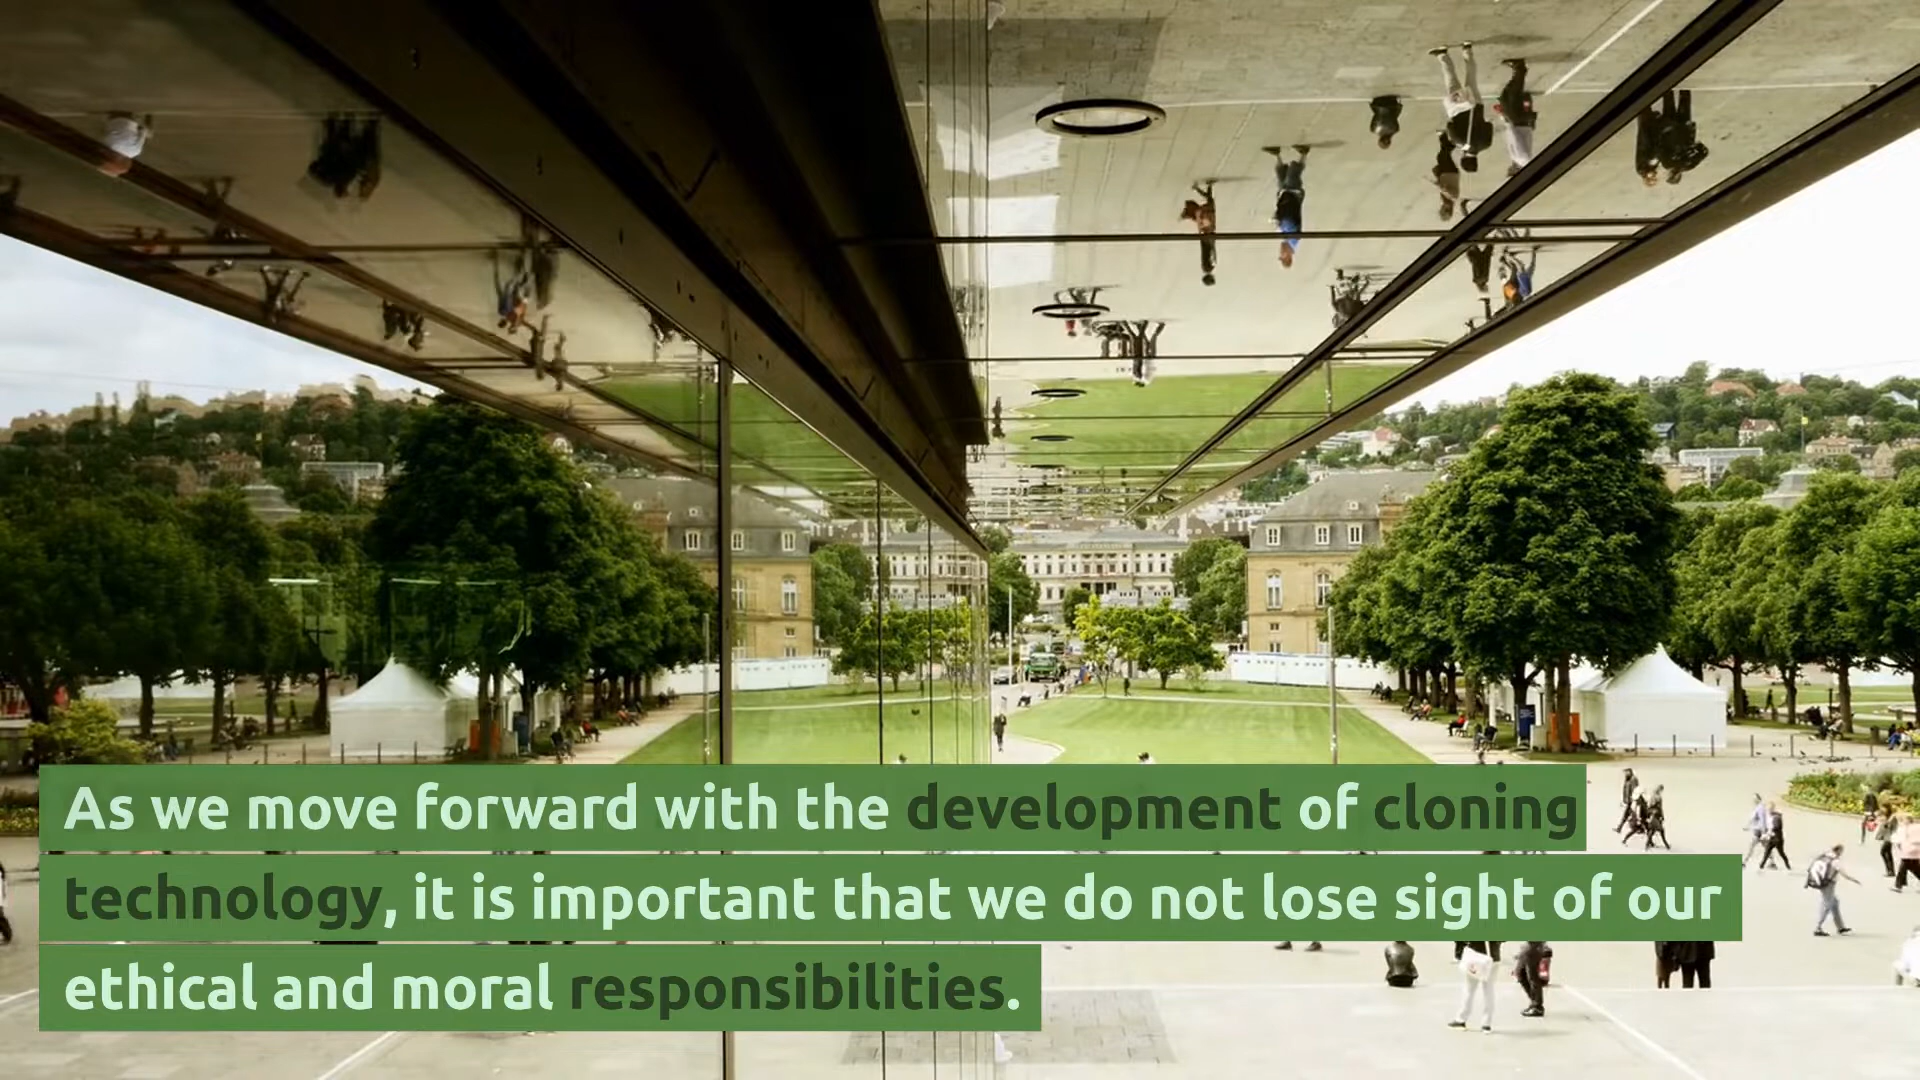 As we move forward with the development of cloning
technology, it is important that we do not lose sight of our
ethical and moral responsibilities.